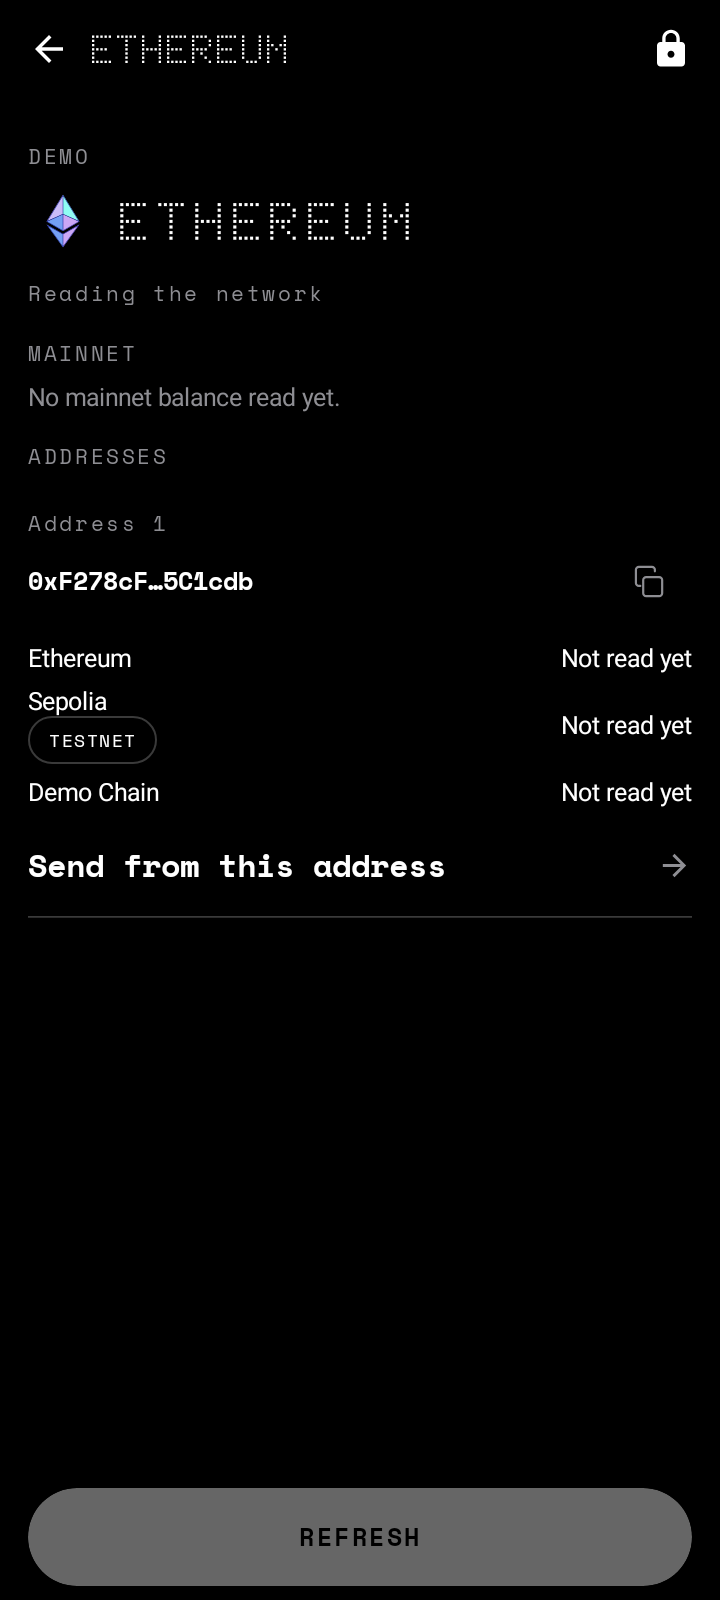 ETHEREUM
DEMO
ETHEREUM
Reading the network
MAINNET
No mainnet balance read yet.
ADDRESSES
Address 1
0xF278cF…5C1cdb
Ethereum Not read yet
Sepolia
TESTNET Not read yet
Demo Chain Not read yet
Send from this address
REFRESH